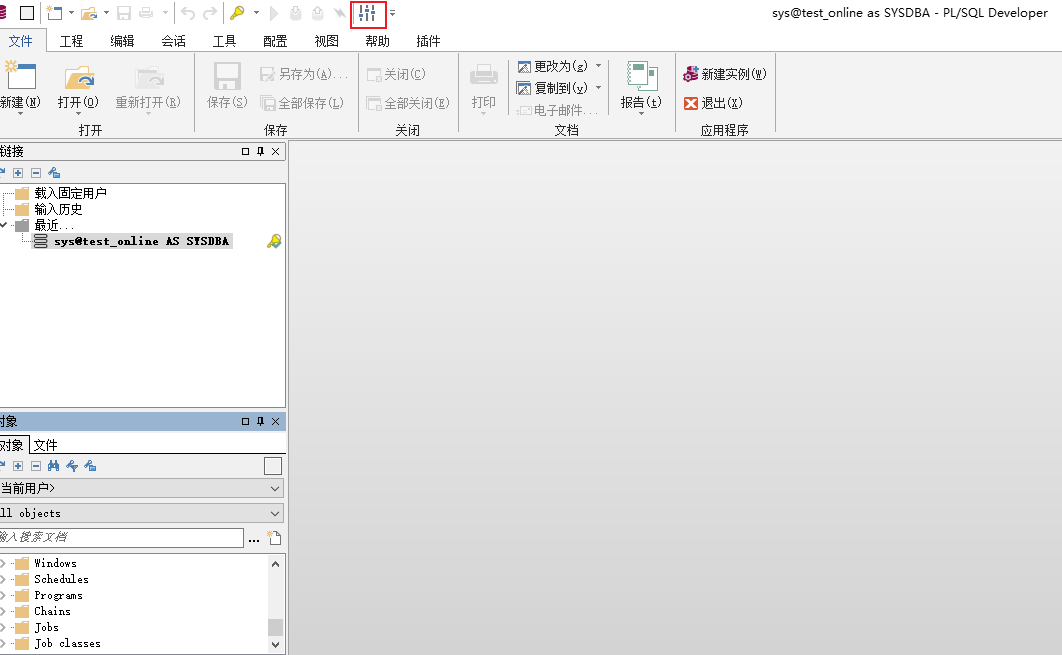 sys@test_online as SYSDBA - PL/SQL Developer
文件 工程 编辑 会话 工具 配置 视图 帮助 插件
新建(N) 打开(O) 重新打开(R) 保存(S) 另存为(A)... 全部保存(L) 关闭(C) 全部关闭(E) 打印 更改为(g) 复制到(y) 电子邮件... 报告(t) 新建实例(W) 退出(X)
打开 保存 关闭 文档 应用程序
链接
载入固定用户
输入历史
最近...
sys@test_online AS SYSDBA
对象
对象 文件
当前用户>
ll objects
输入搜索文档 ...
Windows
Schedules
Programs
Chains
Jobs
Job classes